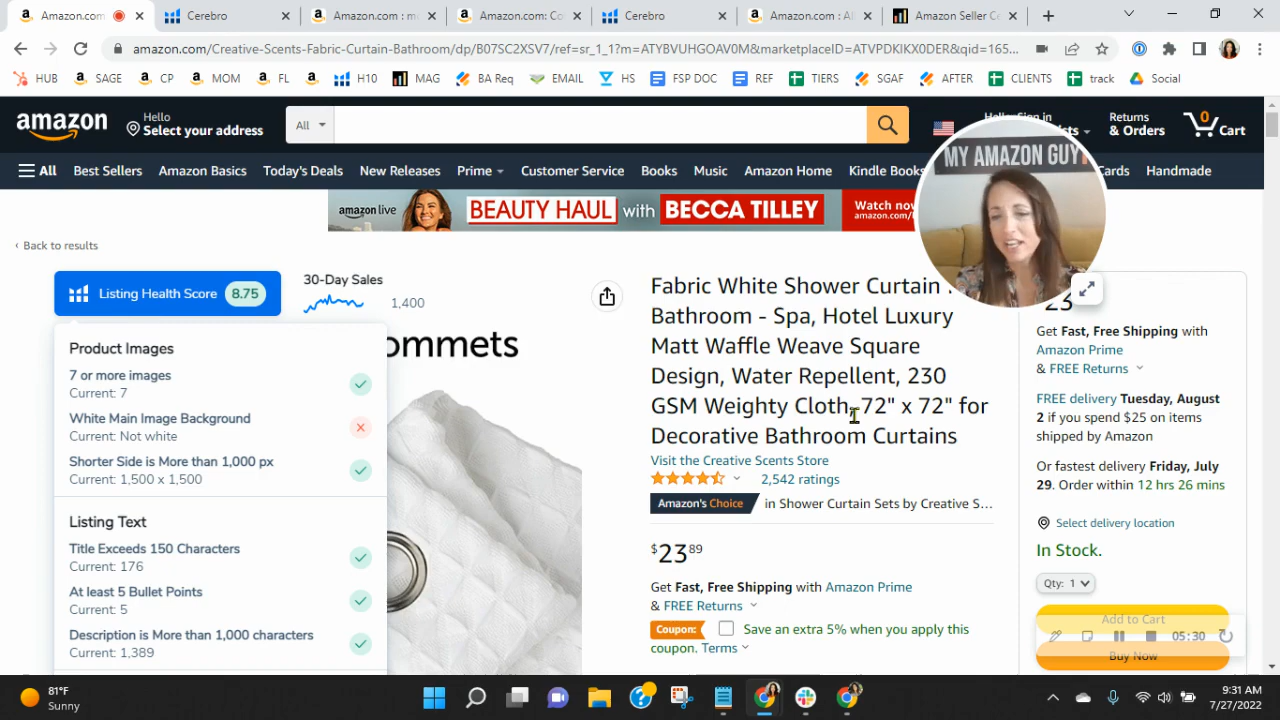 Amazon.com
Cerebro
Amazon.com : m
Amazon.com: Co
Cerebro
Amazon.com : Al
Amazon Seller Ce
amazon.com/Creative-Scents-Fabric-Curtain-Bathroom/dp/B07SC2XSV7/ref=sr_1_1?m=ATYBVUHGOAV0M&marketplaceID=ATVPDKIKX0DER&qid=165...
HUB SAGE CP MOM FL H10 MAG BA Req EMAIL HS FSP DOC REF TIERS SGAF AFTER CLIENTS track Social
amazon
Hello
Select your address
All
Hello, Sign in
Returns
& Orders
0
Cart
All Best Sellers Amazon Basics Today's Deals New Releases Prime Customer Service Books Music Amazon Home Kindle Books Cards Handmade
MY AMAZON GUY
amazon live BEAUTY HAUL with BECCA TILLEY Watch now
amazon.com/
‹ Back to results
Listing Health Score 8.75
30-Day Sales
1,400
Product Images
7 or more images
Current: 7
White Main Image Background
Current: Not white
Shorter Side is More than 1,000 px
Current: 1,500 x 1,500
Listing Text
Title Exceeds 150 Characters
Current: 176
At least 5 Bullet Points
Current: 5
Description is More than 1,000 characters
Current: 1,389
ommets
Fabric White Shower Curtain
Bathroom - Spa, Hotel Luxury
Matt Waffle Weave Square
Design, Water Repellent, 230
GSM Weighty Cloth, 72" x 72" for
Decorative Bathroom Curtains
Visit the Creative Scents Store
2,542 ratings
Amazon's Choice in Shower Curtain Sets by Creative S...
$23 89
Get Fast, Free Shipping with Amazon Prime
& FREE Returns
Coupon: Save an extra 5% when you apply this
coupon. Terms
Get Fast, Free Shipping with
Amazon Prime
& FREE Returns
FREE delivery Tuesday, August
2 if you spend $25 on items
shipped by Amazon
Or fastest delivery Friday, July
29. Order within 12 hrs 26 mins
Select delivery location
In Stock.
Qty: 1
Add to Cart
05:30
Buy Now
81°F
Sunny
9:31 AM
7/27/2022